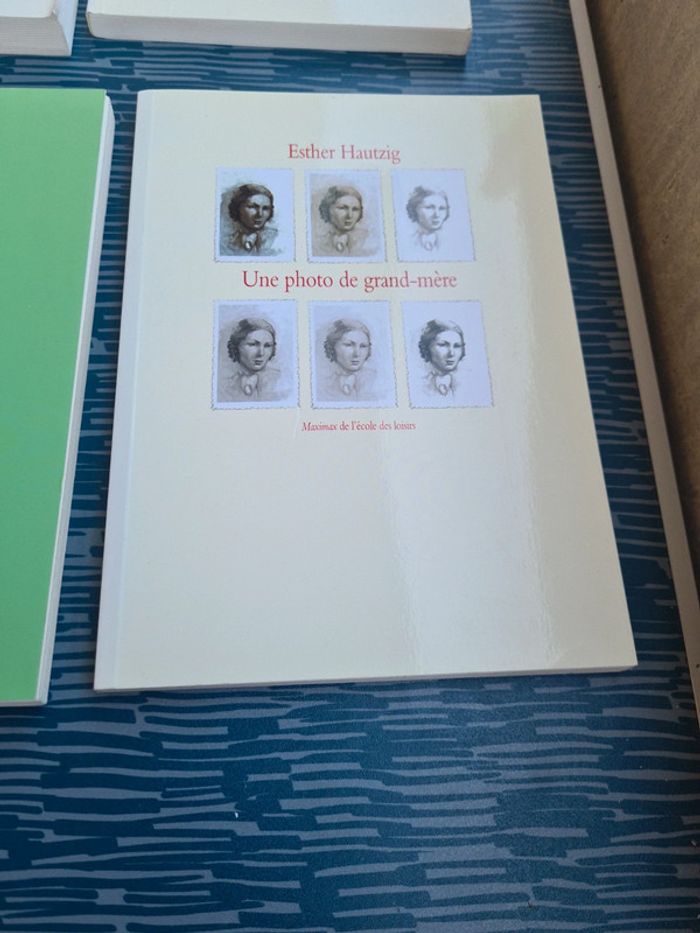 Esther Hautzig
Une photo de grand-mère
Maximax de l'école des loisirs